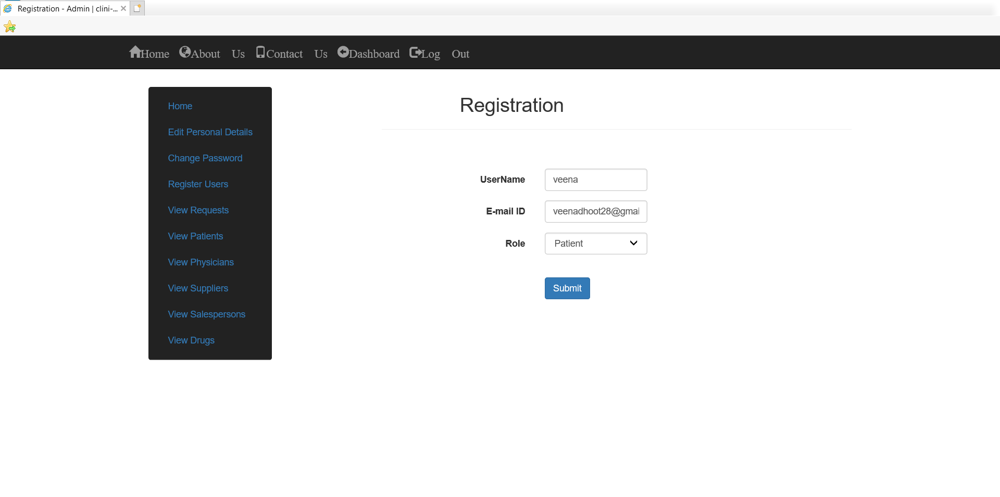 Registration - Admin | clini-...
Home About Us Contact Us Dashboard Log Out
Home
Edit Personal Details
Change Password
Register Users
View Requests
View Patients
View Physicians
View Suppliers
View Salespersons
View Drugs
Registration
UserName veena
E-mail ID veenadhoot28@gmai
Role Patient
Submit